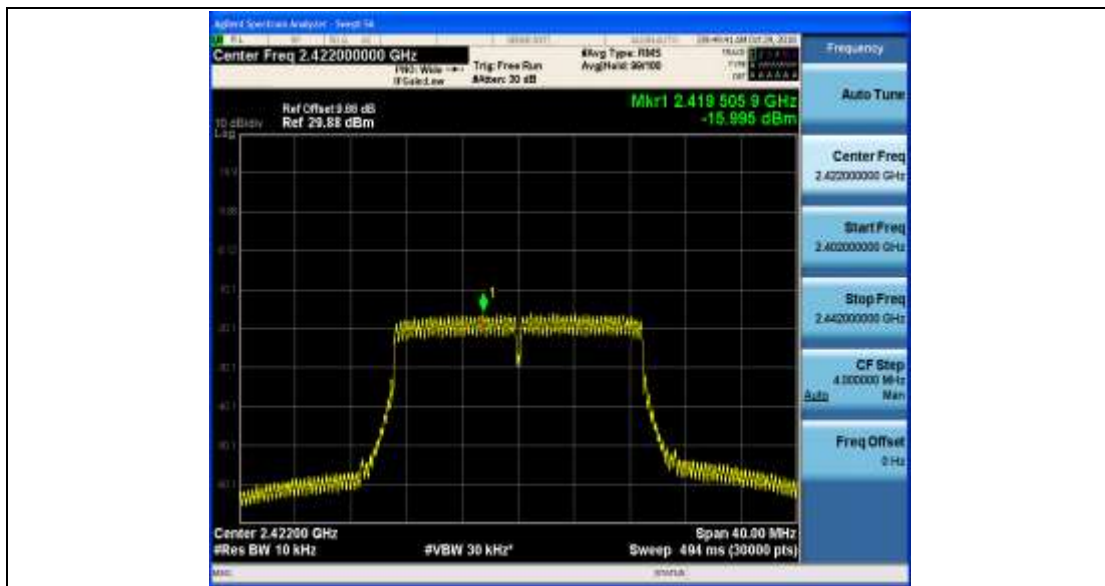 Agilent Spectrum Analyzer - Swept SA
Center Freq 2.422000000 GHz
PNO: Wide
IFGain:Low
Trig: Free Run
#Atten: 30 dB
#Avg Type: RMS
Avg|Hold: 99/100
Ref Offset 9.88 dB
Ref 29.88 dBm
10 dB/div
Log
Mkr1 2.419 505 9 GHz
-15.995 dBm
1
Center 2.42200 GHz
#Res BW 10 kHz
#VBW 30 kHz*
Span 40.00 MHz
Sweep 494 ms (30000 pts)
MSG
STATUS
Frequency
Auto Tune
Center Freq
2.422000000 GHz
Start Freq
2.402000000 GHz
Stop Freq
2.442000000 GHz
CF Step
4.000000 MHz
Auto Man
Freq Offset
0 Hz